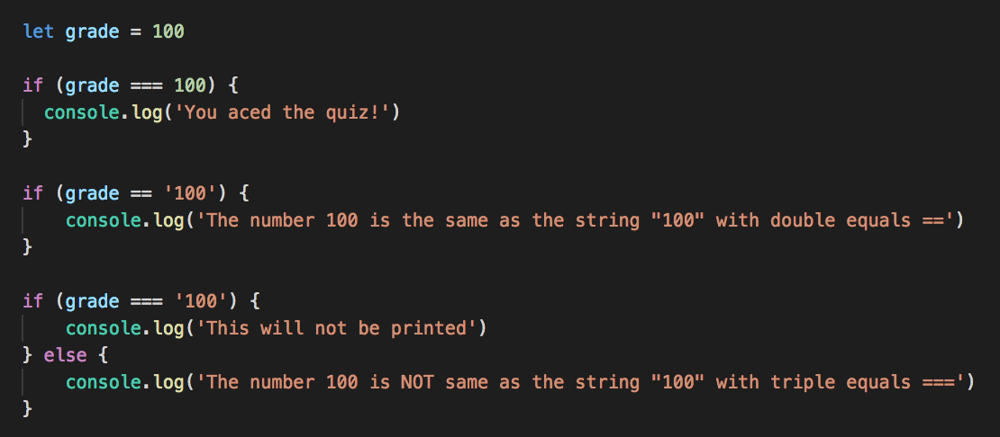 let grade = 100
if (grade === 100) {
  console.log('You aced the quiz!')
}
if (grade == '100') {
    console.log('The number 100 is the same as the string "100" with double equals ==')
}
if (grade === '100') {
    console.log('This will not be printed')
} else {
    console.log('The number 100 is NOT same as the string "100" with triple equals ===')
}